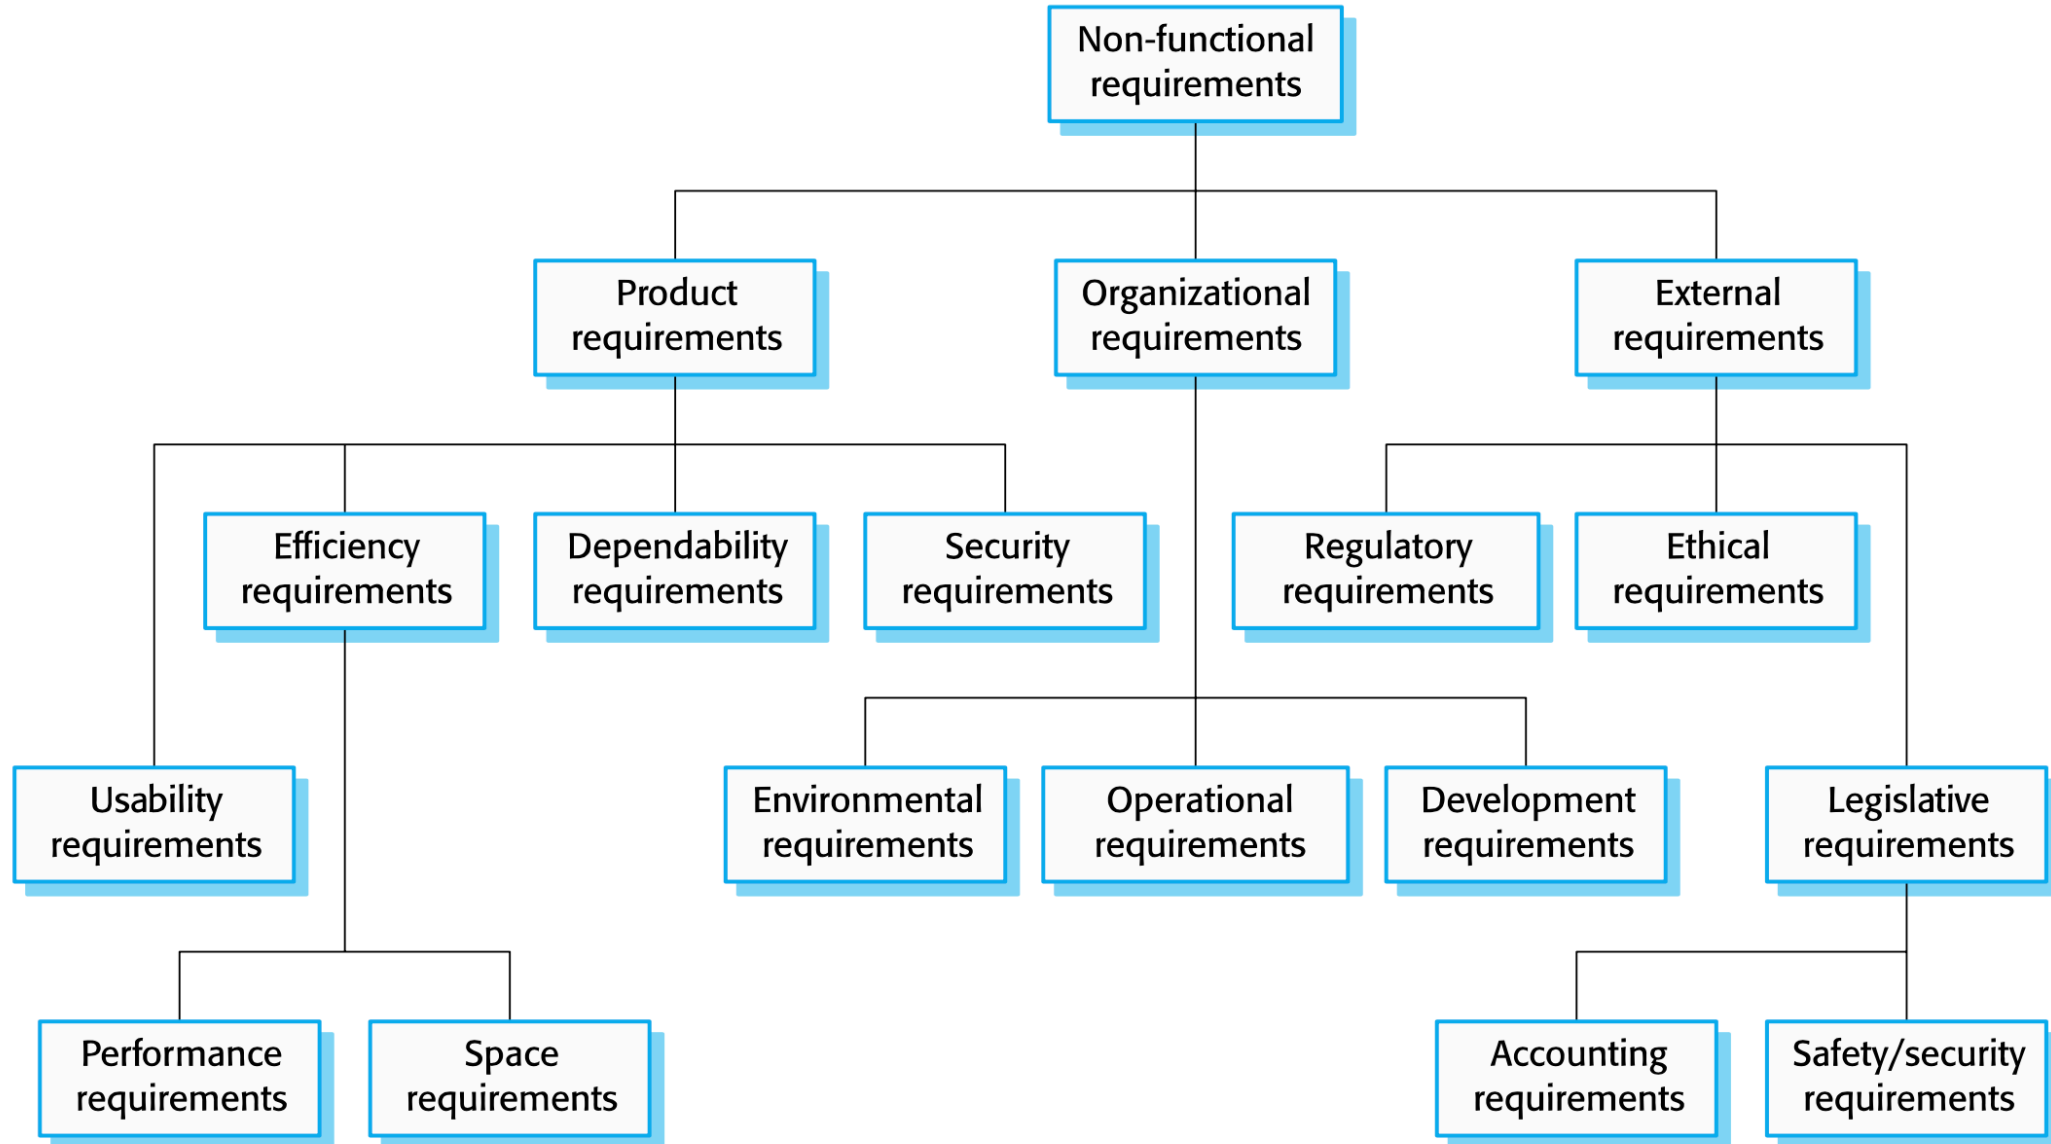 Non-functional
requirements
Product
requirements
Organizational
requirements
External
requirements
Efficiency
requirements
Dependability
requirements
Security
requirements
Regulatory
requirements
Ethical
requirements
Usability
requirements
Environmental
requirements
Operational
requirements
Development
requirements
Legislative
requirements
Performance
requirements
Space
requirements
Accounting
requirements
Safety/security
requirements